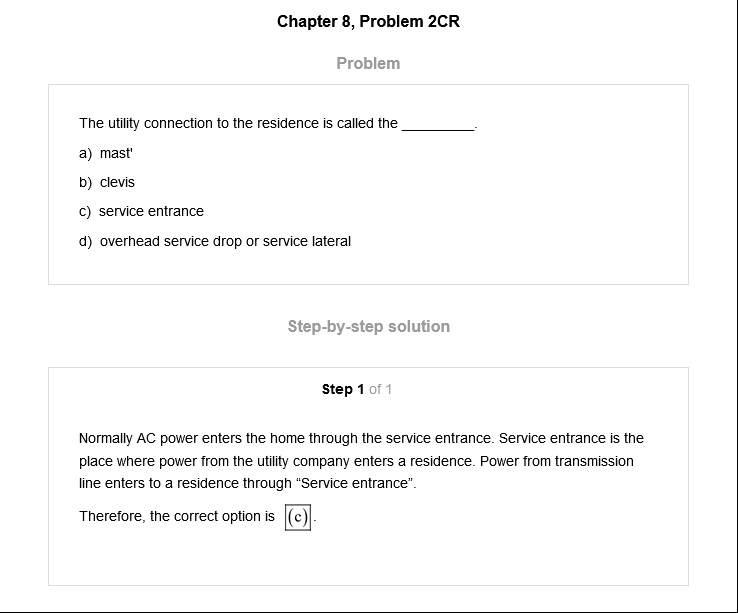 Chapter 8, Problem 2CR
Problem
The utility connection to the residence is called the __________.
a) mast'
b) clevis
c) service entrance
d) overhead service drop or service lateral
Step-by-step solution
Step 1 of 1
Normally AC power enters the home through the service entrance. Service entrance is the
place where power from the utility company enters a residence. Power from transmission
line enters to a residence through “Service entrance”.
Therefore, the correct option is (c).